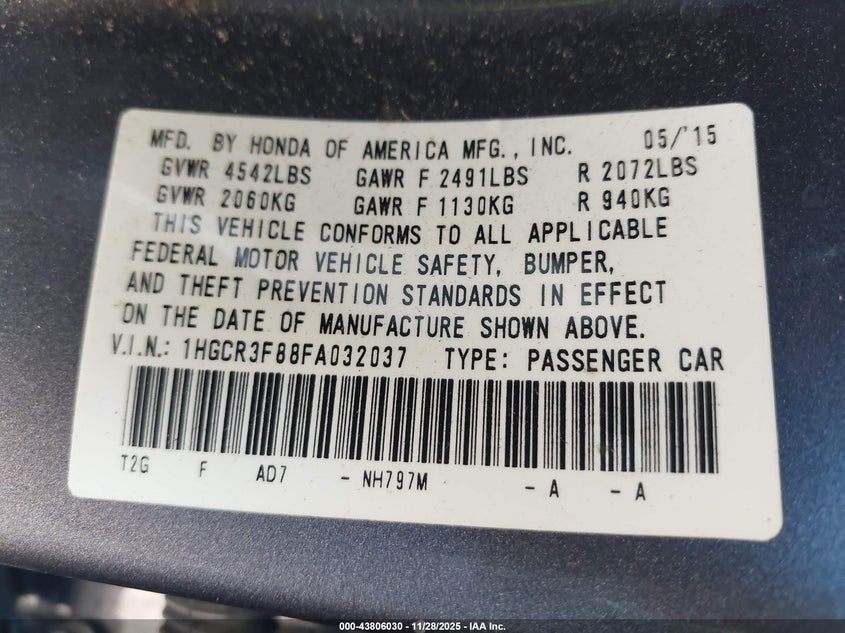 MFD. BY HONDA OF AMERICA MFG., INC. 05/'15
GVWR 4542LBS GAWR F 2491LBS R 2072LBS
GVWR 2060KG GAWR F 1130KG R 940KG
THIS VEHICLE CONFORMS TO ALL APPLICABLE
FEDERAL MOTOR VEHICLE SAFETY, BUMPER,
AND THEFT PREVENTION STANDARDS IN EFFECT
ON THE DATE OF MANUFACTURE SHOWN ABOVE.
V.I.N.: 1HGCR3F88FA032037 TYPE: PASSENGER CAR
T2G F AD7 - NH797M - A - A
000-43806030 - 11/28/2025 - IAA Inc.